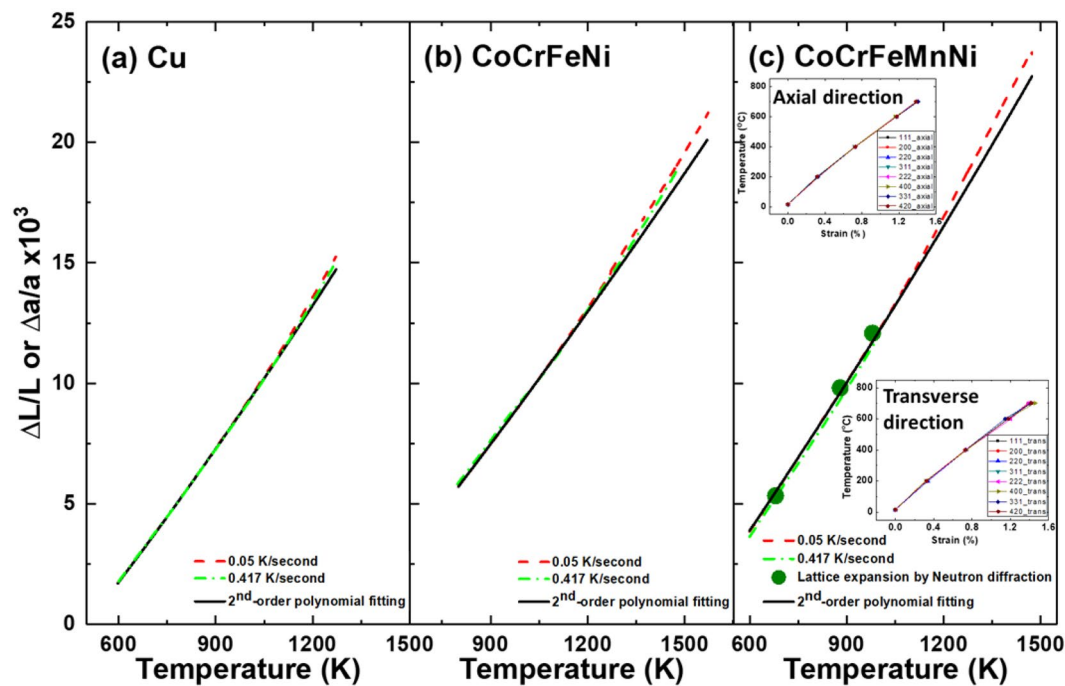 25
20
15
10
5
0
ΔL/L or Δa/a x10³
(a) Cu
0.05 K/second
0.417 K/second
2nd-order polynomial fitting
600 900 1200 1500
Temperature (K)
(b) CoCrFeNi
0.05 K/second
0.417 K/second
2nd-order polynomial fitting
900 1200 1500
Temperature (K)
(c) CoCrFeMnNi
Axial direction
Temperature (°C)
800
600
400
200
0
111_axial
200_axial
220_axial
311_axial
222_axial
400_axial
331_axial
420_axial
0.0 0.4 0.8 1.2 1.6
Strain (%)
Transverse
direction
Temperature (°C)
800
600
400
200
0
111_trans
200_trans
220_trans
311_trans
222_trans
400_trans
331_trans
420_trans
0.0 0.4 0.8 1.2 1.6
Strain (%)
0.05 K/second
0.417 K/second
Lattice expansion by Neutron diffraction
2nd-order polynomial fitting
600 900 1200 1500
Temperature (K)